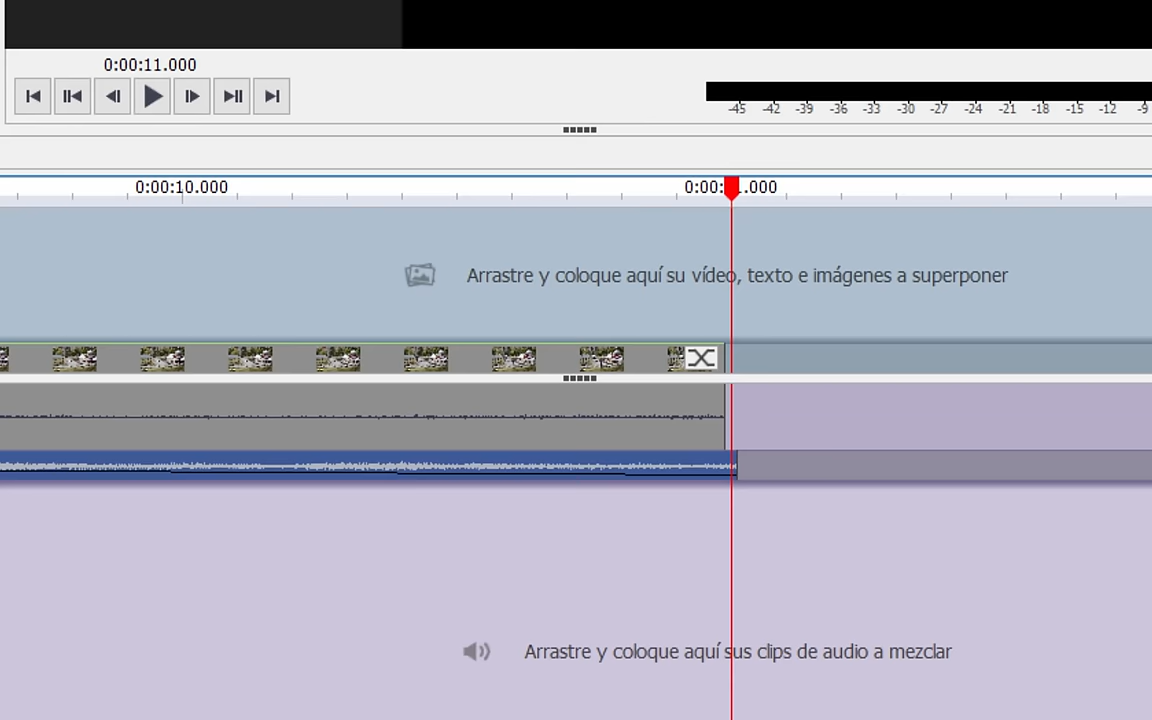 0:00:11.000
-45 -42 -39 -36 -33 -30 -27 -24 -21 -18 -15 -12 -9
0:00:10.000
Arrastre y coloque aquí su vídeo, texto e imágenes a superponer
Arrastre y coloque aquí sus clips de audio a mezclar